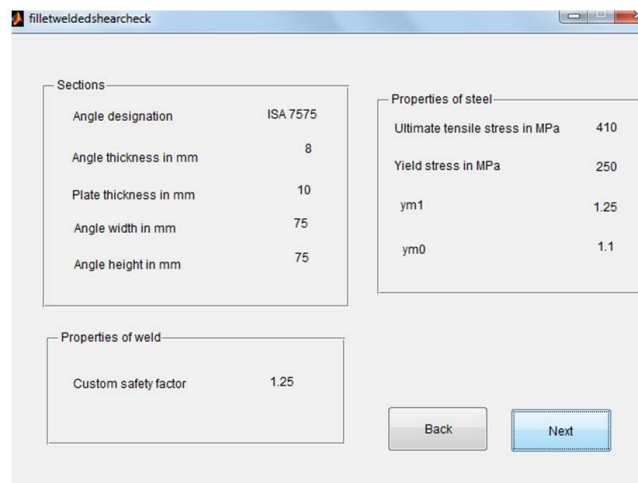 filletweldedshearcheck
Sections
Angle designation ISA 7575
Angle thickness in mm 8
Plate thickness in mm 10
Angle width in mm 75
Angle height in mm 75
Properties of steel
Ultimate tensile stress in MPa 410
Yield stress in MPa 250
ym1 1.25
ym0 1.1
Properties of weld
Custom safety factor 1.25
Back
Next